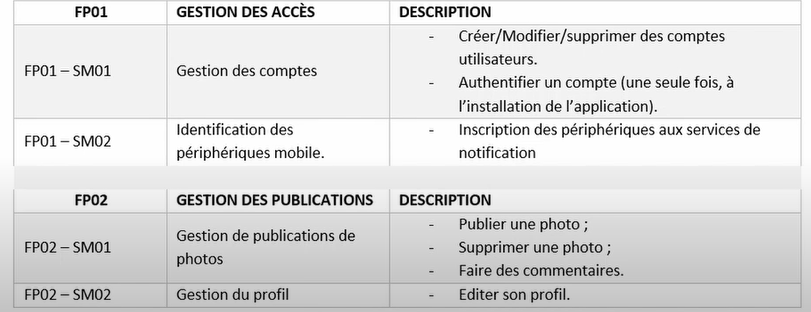 FP01 GESTION DES ACCÈS DESCRIPTION
FP01 – SM01 Gestion des comptes - Créer/Modifier/supprimer des comptes
utilisateurs.
- Authentifier un compte (une seule fois, à
l’installation de l’application).
FP01 – SM02 Identification des
périphériques mobile.
- Inscription des périphériques aux services de
notification
FP02 GESTION DES PUBLICATIONS DESCRIPTION
FP02 – SM01 Gestion de publications de
photos
- Publier une photo ;
- Supprimer une photo ;
- Faire des commentaires.
FP02 – SM02 Gestion du profil - Editer son profil.